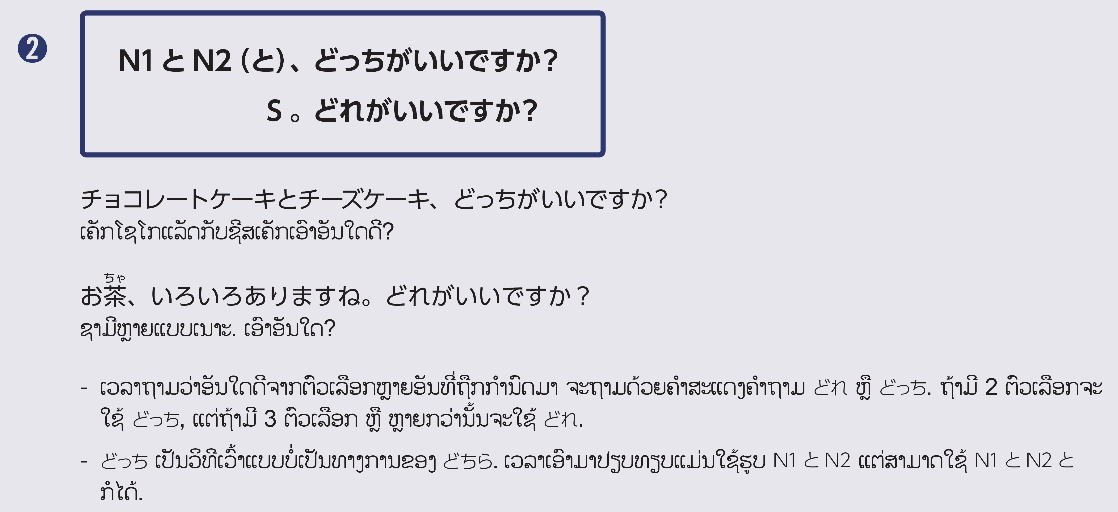 2
N1 と N2（と）、どっちがいいですか？
S 。どれがいいですか？
チョコレートケーキとチーズケーキ、どっちがいいですか？
ເຄັກໂຊໂກແລັດກັບຊີສເຄັກເອົາອັນໃດດີ?
ちゃ
お茶、いろいろありますね。どれがいいですか？
ຊາມີຫຼາຍແບບເນາະ. ເອົາອັນໃດ?
- ເວລາຖາມວ່າອັນໃດດີຈາກຕົວເລືອກຫຼາຍອັນທີ່ຖືກກຳນົດມາ ຈະຖາມດ້ວຍຄຳສະແດງຄຳຖາມ どれ ຫຼື どっち. ຖ້າມີ 2 ຕົວເລືອກຈະ
ໃຊ້ どっち, ແຕ່ຖ້າມີ 3 ຕົວເລືອກ ຫຼື ຫຼາຍກວ່ານັ້ນຈະໃຊ້ どれ.
- どっち ເປັນວິທີເວົ້າແບບບໍ່ເປັນທາງການຂອງ どちら. ເວລາເອົາມາປຽບທຽບແມ່ນໃຊ້ຮູບ N1 と N2 ແຕ່ສາມາດໃຊ້ N1 と N2 と
ກໍໄດ້.